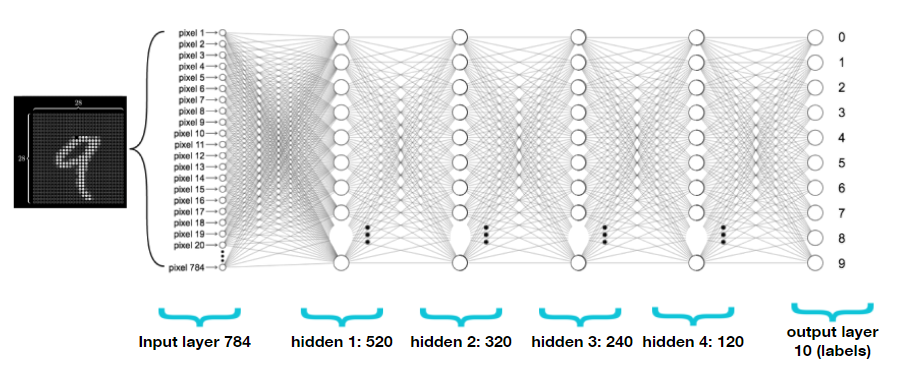 28
28
pixel 1
pixel 2
pixel 3
pixel 4
pixel 5
pixel 6
pixel 7
pixel 8
pixel 9
pixel 10
pixel 11
pixel 12
pixel 13
pixel 14
pixel 15
pixel 16
pixel 17
pixel 18
pixel 19
pixel 20
pixel 784
0
1
2
3
4
5
6
7
8
9
Input layer 784
hidden 1: 520
hidden 2: 320
hidden 3: 240
hidden 4: 120
output layer
10 (labels)